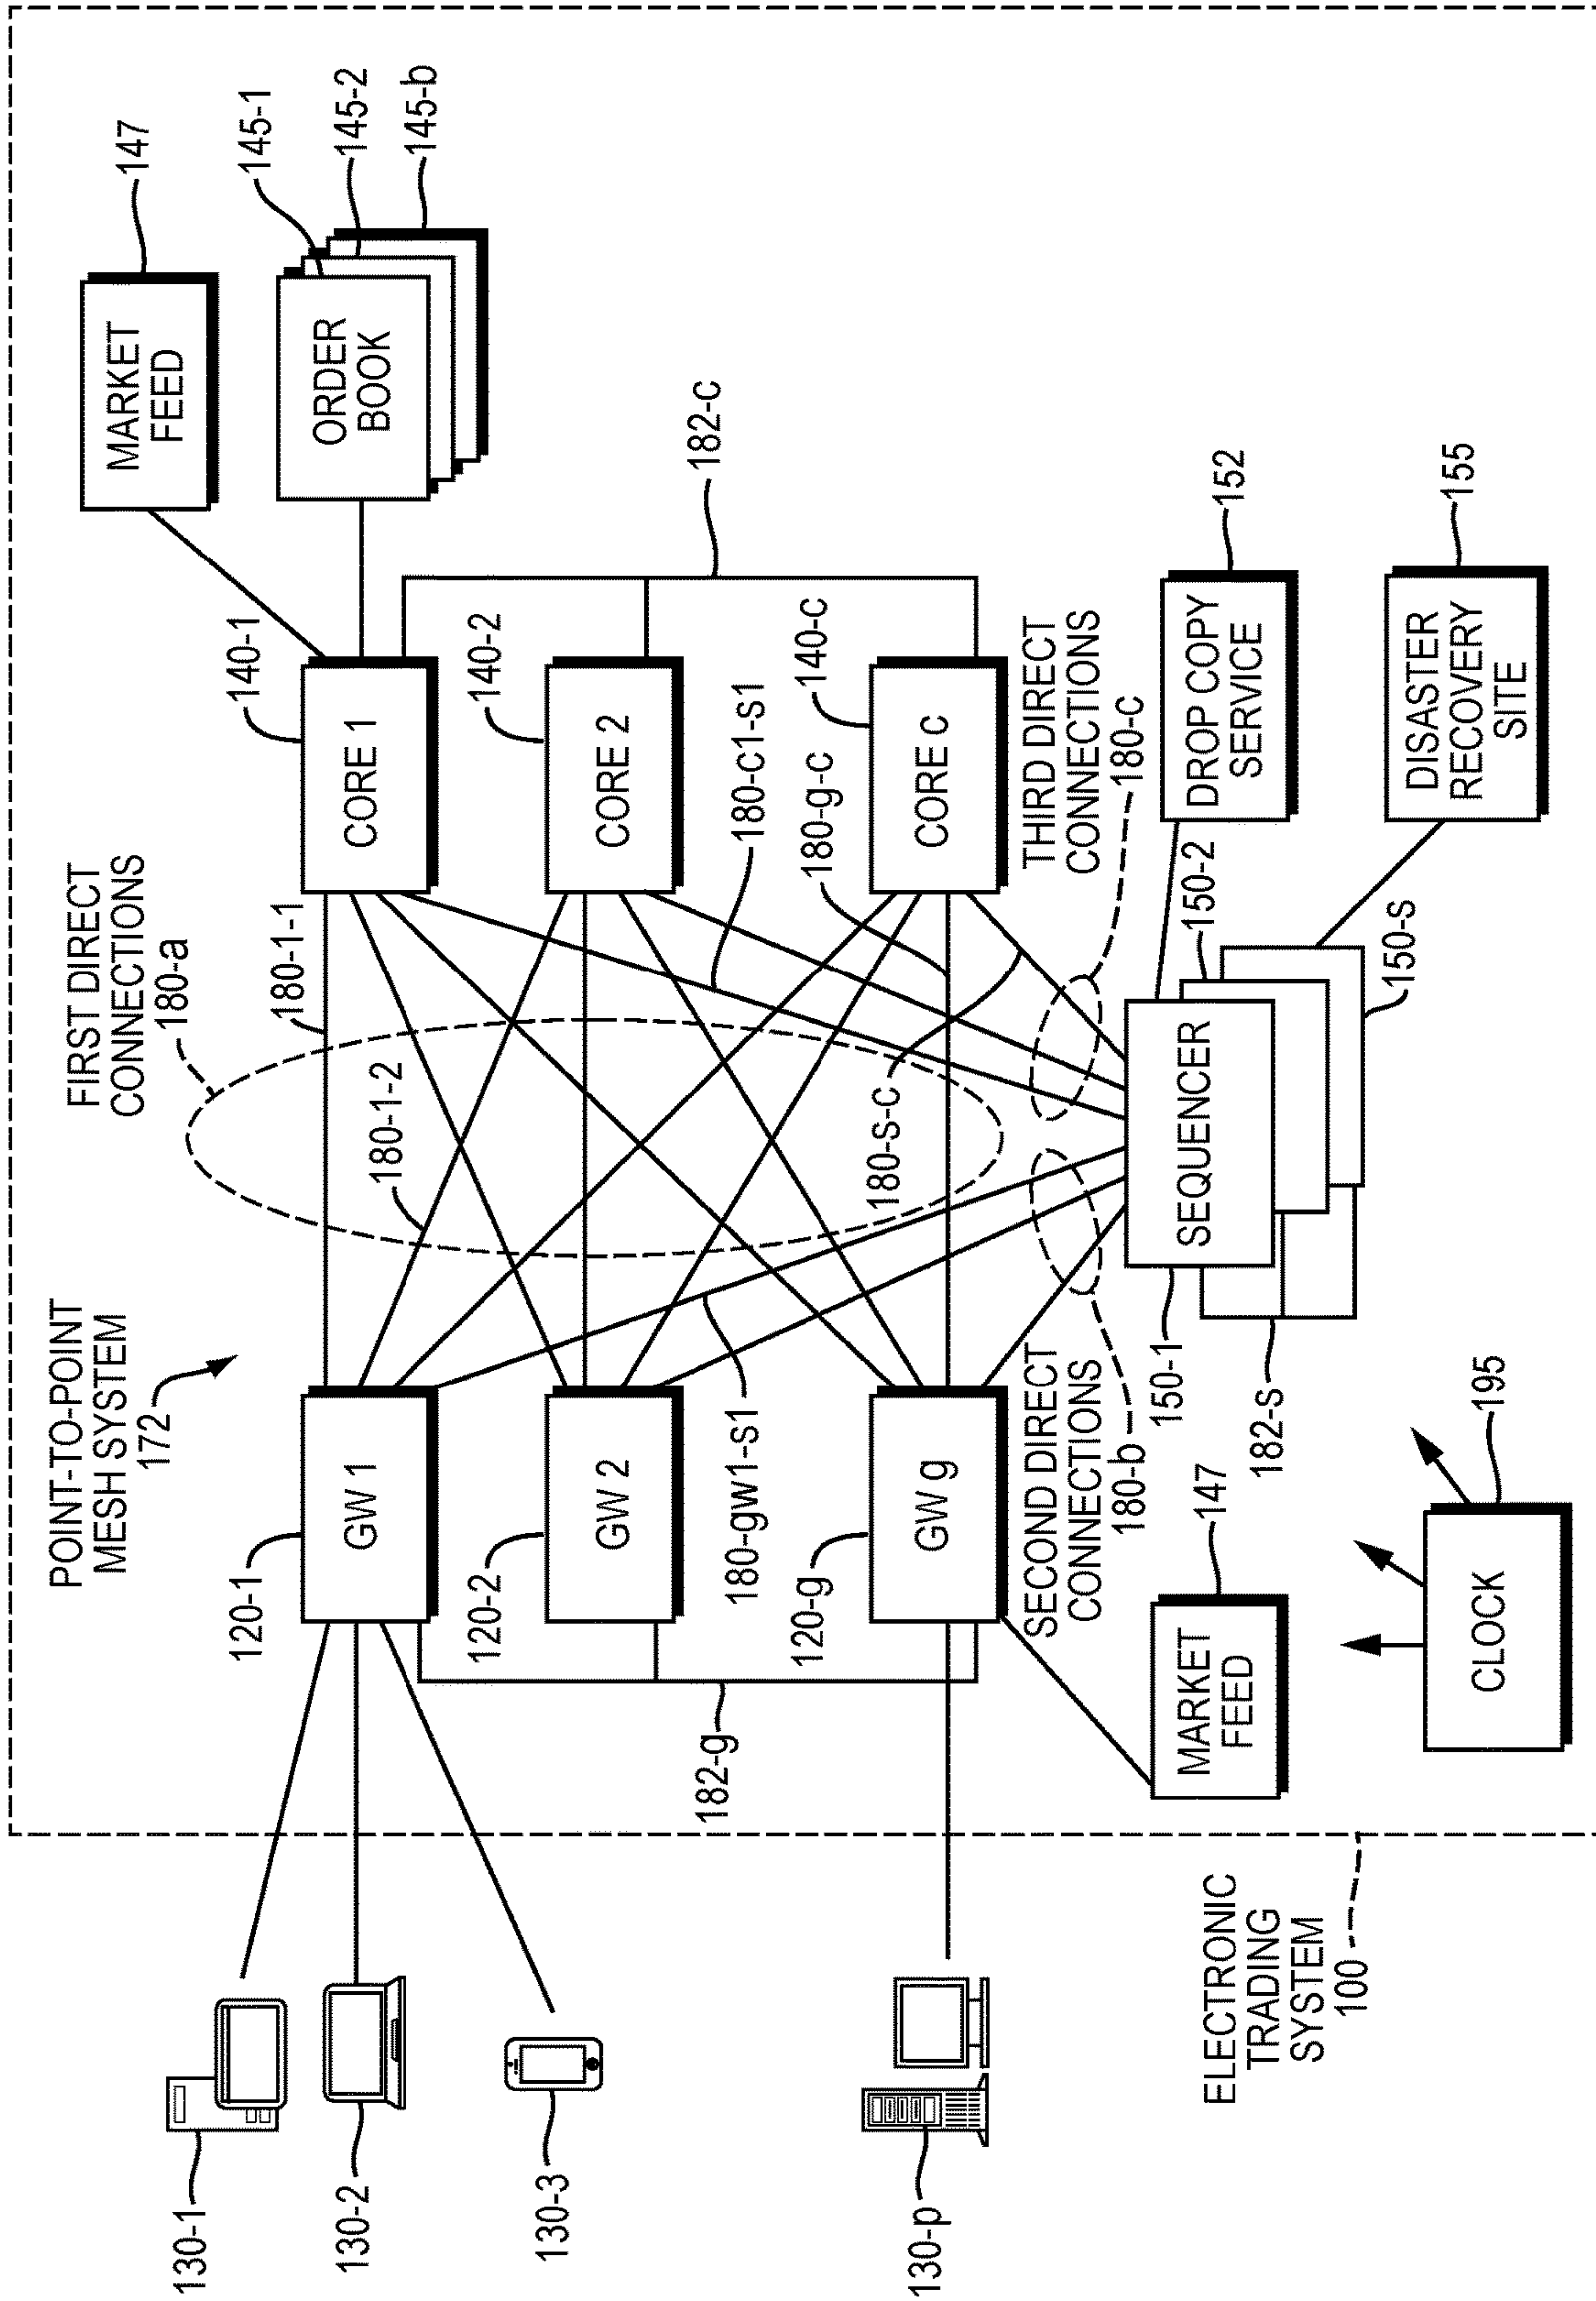 POINT-TO-POINT
MESH SYSTEM
172
FIRST DIRECT
CONNECTIONS
180-a
180-1-1
180-1-2
130-1
130-2
130-3
130-p
120-1
GW 1
120-2
GW 2
120-g
GW g
182-g
180-gw1-s1
140-1
CORE 1
140-2
CORE 2
140-c
CORE c
182-c
180-c1-s1
180-g-c
180-s-c
147
MARKET
FEED
145-1
145-2
145-b
ORDER
BOOK
SECOND DIRECT
CONNECTIONS
180-b
THIRD DIRECT
CONNECTIONS
180-c
147
MARKET
FEED
150-1
SEQUENCER
150-2
150-s
182-s
152
DROP COPY
SERVICE
155
DISASTER
RECOVERY
SITE
195
CLOCK
ELECTRONIC
TRADING
SYSTEM
100